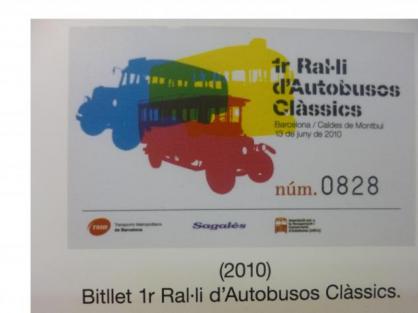 1r Ral·li
d'Autobusos
Clàssics
Barcelona / Caldes de Montbui
13 de juny de 2010
núm. 0828
TMB
Transports Metropolitans
de Barcelona
Sagalés
(2010)
Bitllet 1r Ral·li d'Autobusos Clàssics.